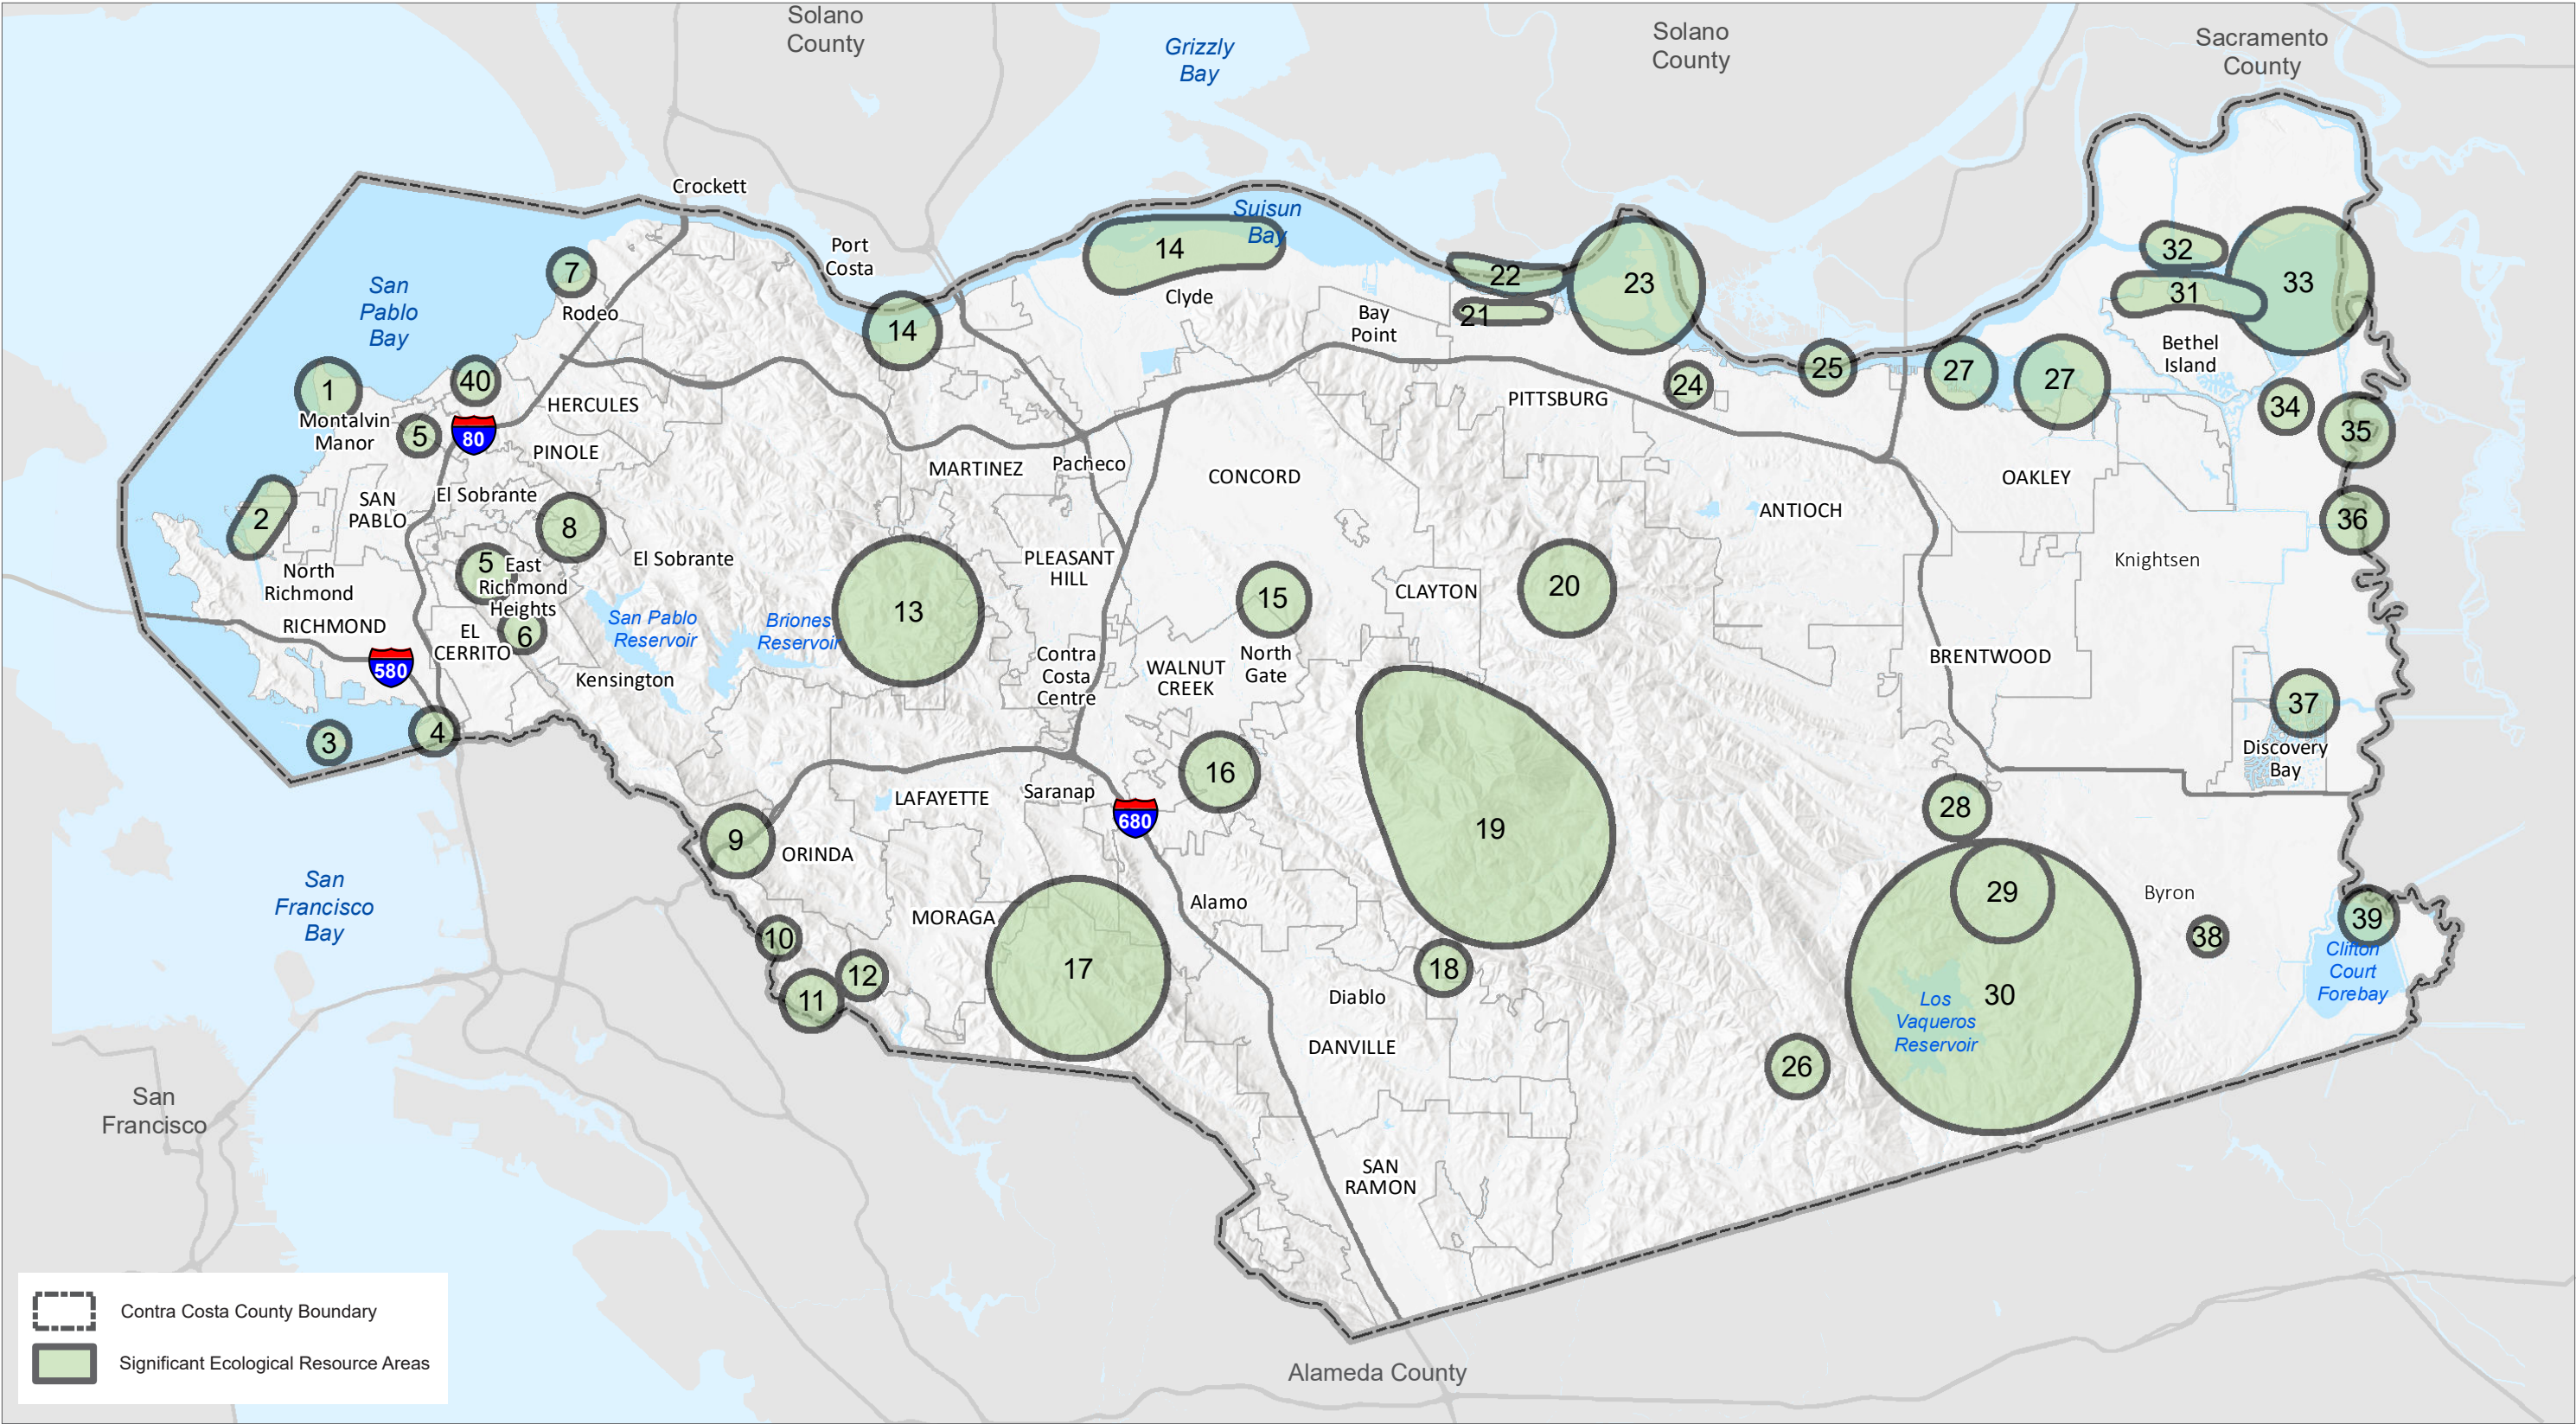 Solano
County
Grizzly
Bay
Solano
County
Sacramento
County
Crockett
Suisun
Bay
Port
Costa
14
7
Rodeo
22
21
23
32
31
33
San
Pablo
Bay
Clyde
Bay
Point
14
1
40
25
24
27
27
Bethel
Island
34
35
HERCULES
PITTSBURG
Montalvin
Manor
5
80
PINOLE
MARTINEZ
Pacheco
CONCORD
OAKLEY
2
SAN
PABLO
El Sobrante
8
ANTIOCH
36
5
East
Richmond
Heights
El Sobrante
PLEASANT
HILL
Knightsen
North
Richmond
RICHMOND
580
EL
CERRITO
6
San Pablo
Reservoir
Briones
Reservoir
13
15
North
Gate
CLAYTON
20
Kensington
Contra
Costa
Centre
WALNUT
CREEK
BRENTWOOD
37
3
4
16
Discovery
Bay
LAFAYETTE
Saranap
680
19
28
9
ORINDA
San
Francisco
Bay
MORAGA
Alamo
29
Byron
38
39
10
12
11
17
18
Diablo
30
Los
Vaqueros
Reservoir
Clifton
Court
Forebay
DANVILLE
26
San
Francisco
SAN
RAMON
Contra Costa County Boundary
Significant Ecological Resource Areas
Alameda County